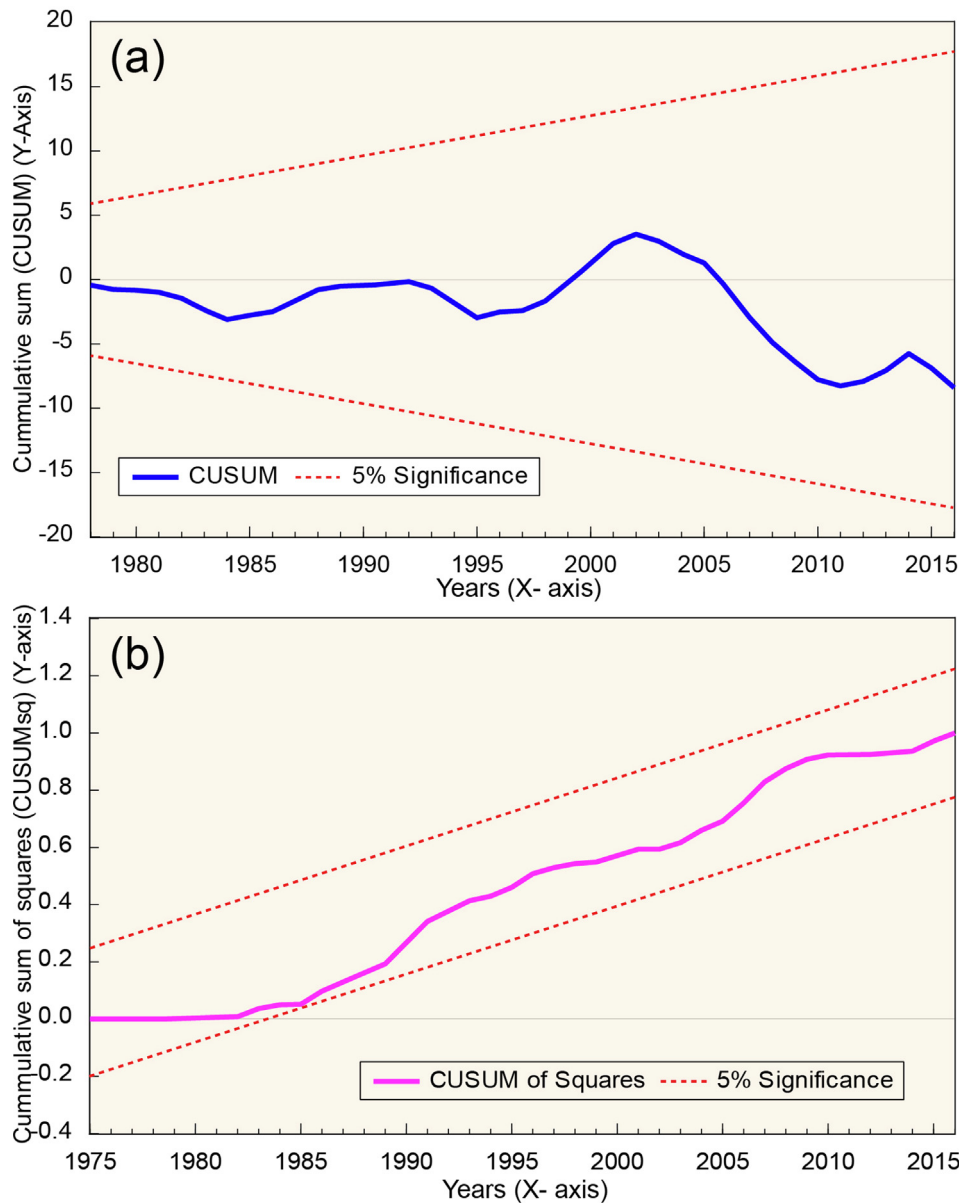 (a)
Cummulative sum (CUSUM) (Y-Axis)
20
15
10
5
0
-5
-10
-15
-20
CUSUM 5% Significance
1980 1985 1990 1995 2000 2005 2010 2015
Years (X- axis)
(b)
Cummulative sum of squares (CUSUMsq) (Y-axis)
1.4
1.2
1.0
0.8
0.6
0.4
0.2
0.0
-0.2
-0.4
CUSUM of Squares 5% Significance
1975 1980 1985 1990 1995 2000 2005 2010 2015
Years (X- axis)